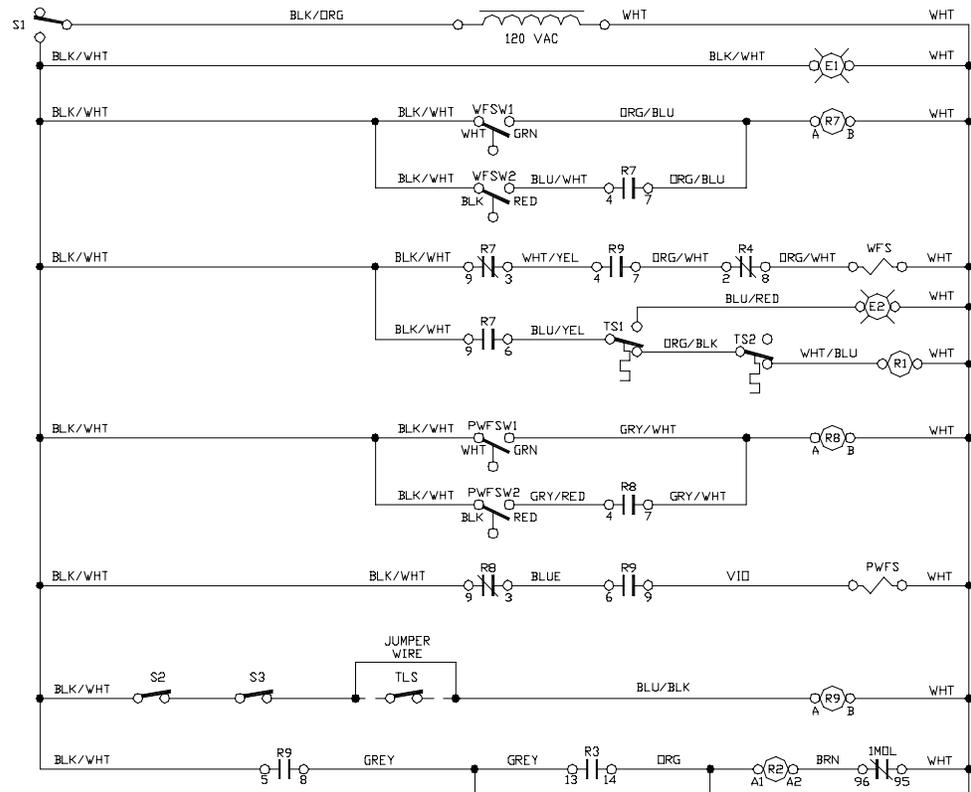 BLK/ORG WHT WHT
S1
120 VAC
BLK/WHT BLK/WHT E1 WHT
BLK/WHT BLK/WHT WFSW1 ORG/BLU R7 WHT
WHT GRN A B
BLK/WHT WFSW2 BLU/WHT R7 ORG/BLU
BLK RED 4 7
BLK/WHT BLK/WHT R7 WHT/YEL R9 ORG/WHT R4 ORG/WHT WFS WHT
9 3 4 7 2 8
BLU/RED E2 WHT
BLK/WHT R7 BLU/YEL TS1 ORG/BLK TS2 WHT/BLU R1 WHT
9 6
BLK/WHT BLK/WHT PWFSW1 GRY/WHT R8 WHT
WHT GRN A B
BLK/WHT PWFSW2 GRY/RED R8 GRY/WHT
BLK RED 4 7
BLK/WHT BLK/WHT R8 BLUE R9 VIO PWFS WHT
9 3 6 9
JUMPER
WIRE
BLK/WHT S2 S3 TLS BLU/BLK R9 WHT
A B
BLK/WHT R9 GREY GREY R3 ORG R2 BRN 1MOL WHT
5 8 13 14 A1 A2 96 95